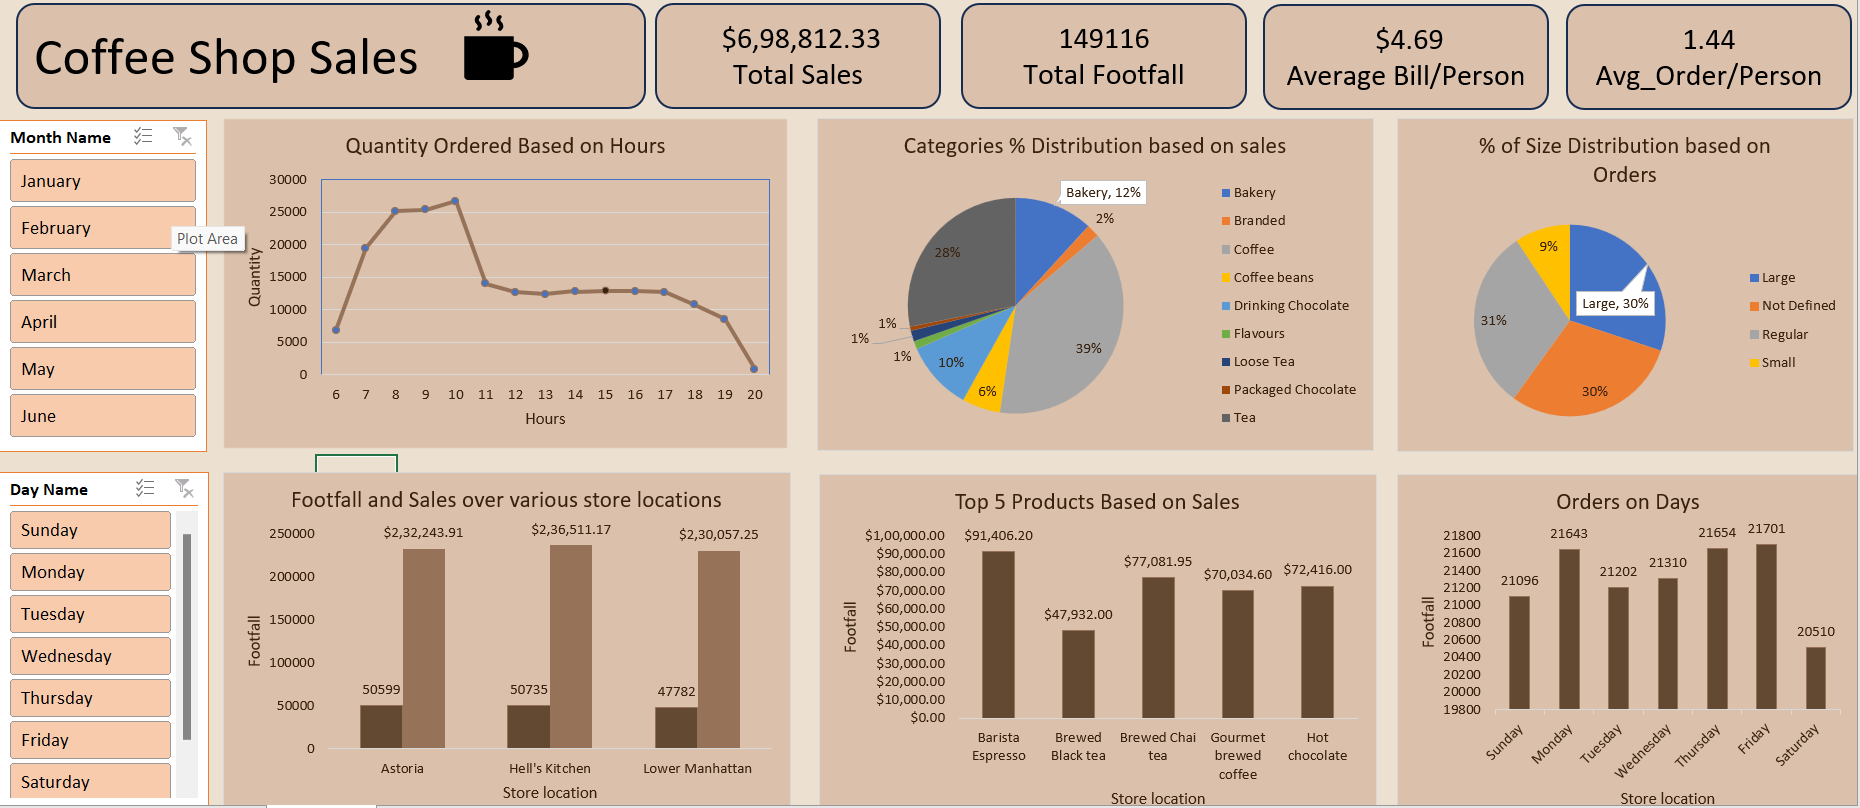 Coffee Shop Sales
$6,98,812.33
Total Sales
149116
Total Footfall
$4.69
Average Bill/Person
1.44
Avg_Order/Person
Month Name
January
February
March
April
May
June
Plot Area
Quantity Ordered Based on Hours
30000
25000
20000
15000
10000
5000
0
Quantity
6 7 8 9 10 11 12 13 14 15 16 17 18 19 20
Hours
Categories % Distribution based on sales
Bakery, 12%
2%
39%
6%
10%
1%
1%
1%
28%
Bakery
Branded
Coffee
Coffee beans
Drinking Chocolate
Flavours
Loose Tea
Packaged Chocolate
Tea
% of Size Distribution based on
Orders
9%
Large, 30%
31%
30%
Large
Not Defined
Regular
Small
Day Name
Sunday
Monday
Tuesday
Wednesday
Thursday
Friday
Saturday
Footfall and Sales over various store locations
250000
200000
150000
100000
50000
0
Footfall
$2,32,243.91
$2,36,511.17
$2,30,057.25
50599
50735
47782
Astoria
Hell's Kitchen
Lower Manhattan
Store location
Top 5 Products Based on Sales
$1,00,000.00
$90,000.00
$80,000.00
$70,000.00
$60,000.00
$50,000.00
$40,000.00
$30,000.00
$20,000.00
$10,000.00
$0.00
Footfall
$91,406.20
$47,932.00
$77,081.95
$70,034.60
$72,416.00
Barista
Espresso
Brewed
Black tea
Brewed Chai
tea
Gourmet
brewed
coffee
Hot
chocolate
Store location
Orders on Days
21800
21600
21400
21200
21000
20800
20600
20400
20200
20000
19800
Footfall
21096
21643
21202
21310
21654
21701
20510
Sunday
Monday
Tuesday
Wednesday
Thursday
Friday
Saturday
Store location